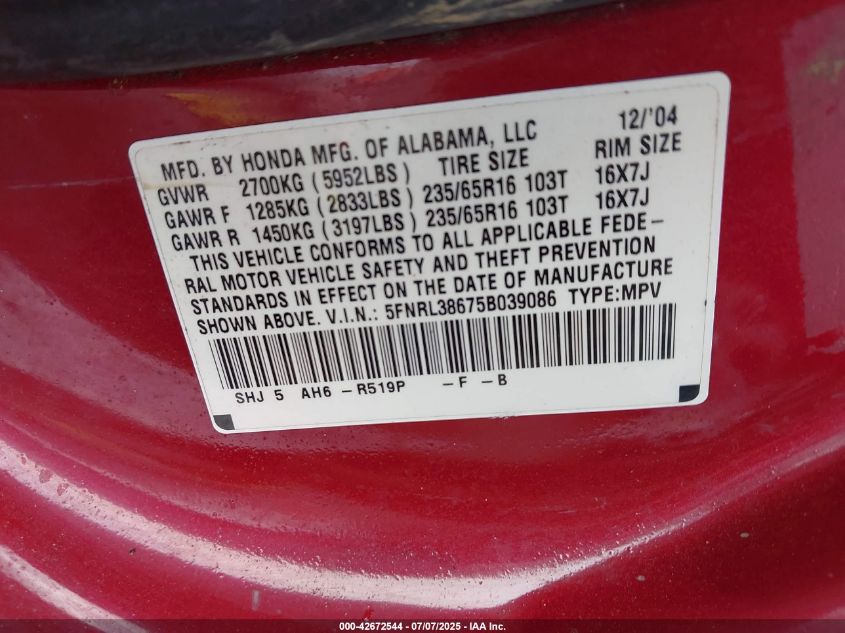 MFD. BY HONDA MFG. OF ALABAMA, LLC 12/'04
GVWR 2700KG (5952LBS) TIRE SIZE RIM SIZE
GAWR F 1285KG (2833LBS) 235/65R16 103T 16X7J
GAWR R 1450KG (3197LBS) 235/65R16 103T 16X7J
THIS VEHICLE CONFORMS TO ALL APPLICABLE FEDE-
RAL MOTOR VEHICLE SAFETY AND THEFT PREVENTION
STANDARDS IN EFFECT ON THE DATE OF MANUFACTURE
SHOWN ABOVE. V.I.N.: 5FNRL38675B039086 TYPE:MPV
SHJ 5 AH6 - R519P - F - B
000-42672544 / 07/07/2025 - IAA Inc.